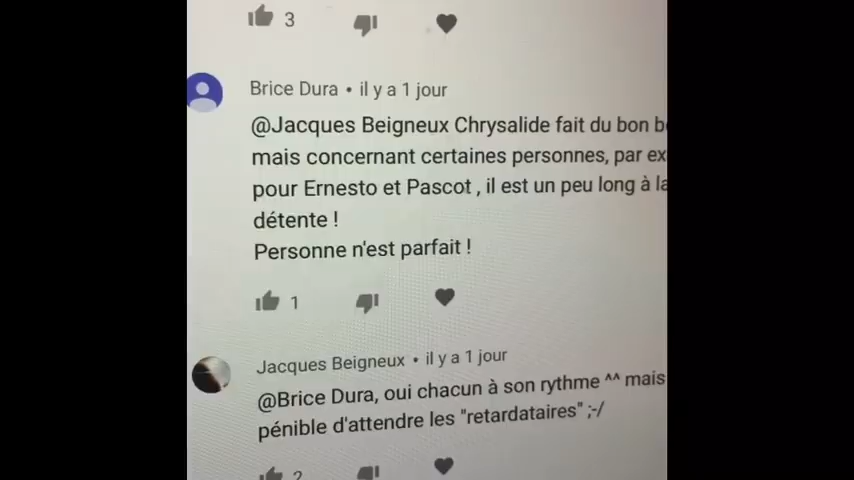 3
Brice Dura • il y a 1 jour
@Jacques Beigneux Chrysalide fait du bon
mais concernant certaines personnes, par
pour Ernesto et Pascot , il est un peu long à
détente !
Personne n'est parfait !
1
Jacques Beigneux • il y a 1 jour
@Brice Dura, oui chacun à son rythme ^^ mais
pénible d'attendre les "retardataires" ;-/
2